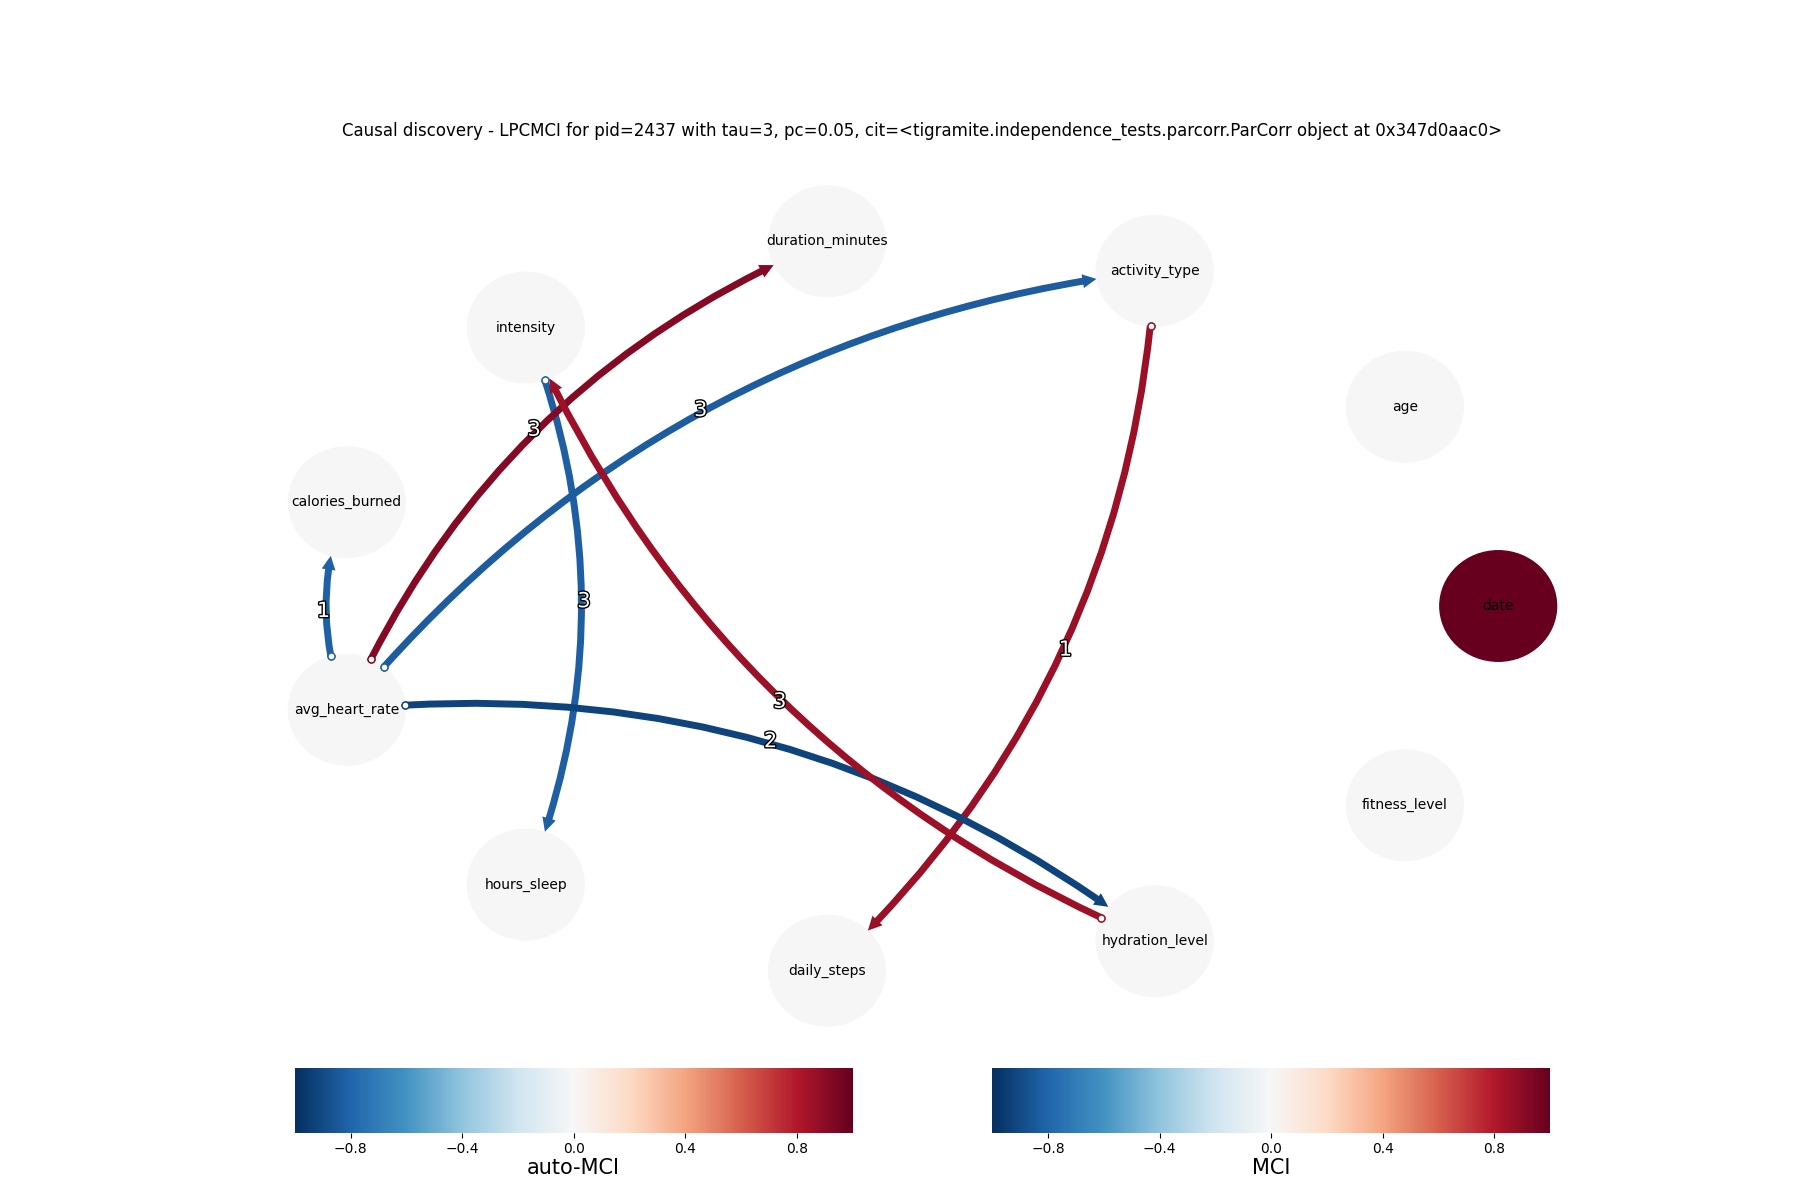 Causal discovery - LPCMCI for pid=2437 with tau=3, pc=0.05, cit=<tigramite.independence_tests.parcorr.ParCorr object at 0x347d0aac0>
duration_minutes
activity_type
intensity
age
3
3
calories_burned
3
date
1
1
3
avg_heart_rate
2
fitness_level
hours_sleep
hydration_level
daily_steps
−0.8 −0.4 0.0 0.4 0.8
auto-MCI
−0.8 −0.4 0.0 0.4 0.8
MCI